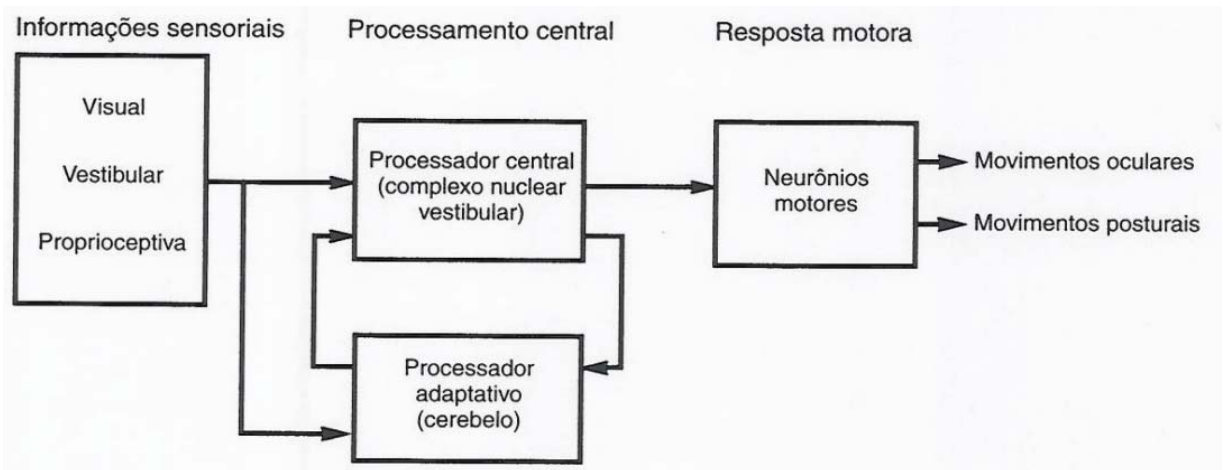 Informações sensoriais
Processamento central
Resposta motora
Visual
Vestibular
Proprioceptiva
Processador central
(complexo nuclear
vestibular)
Processador
adaptativo
(cerebelo)
Neurônios
motores
Movimentos oculares
Movimentos posturais